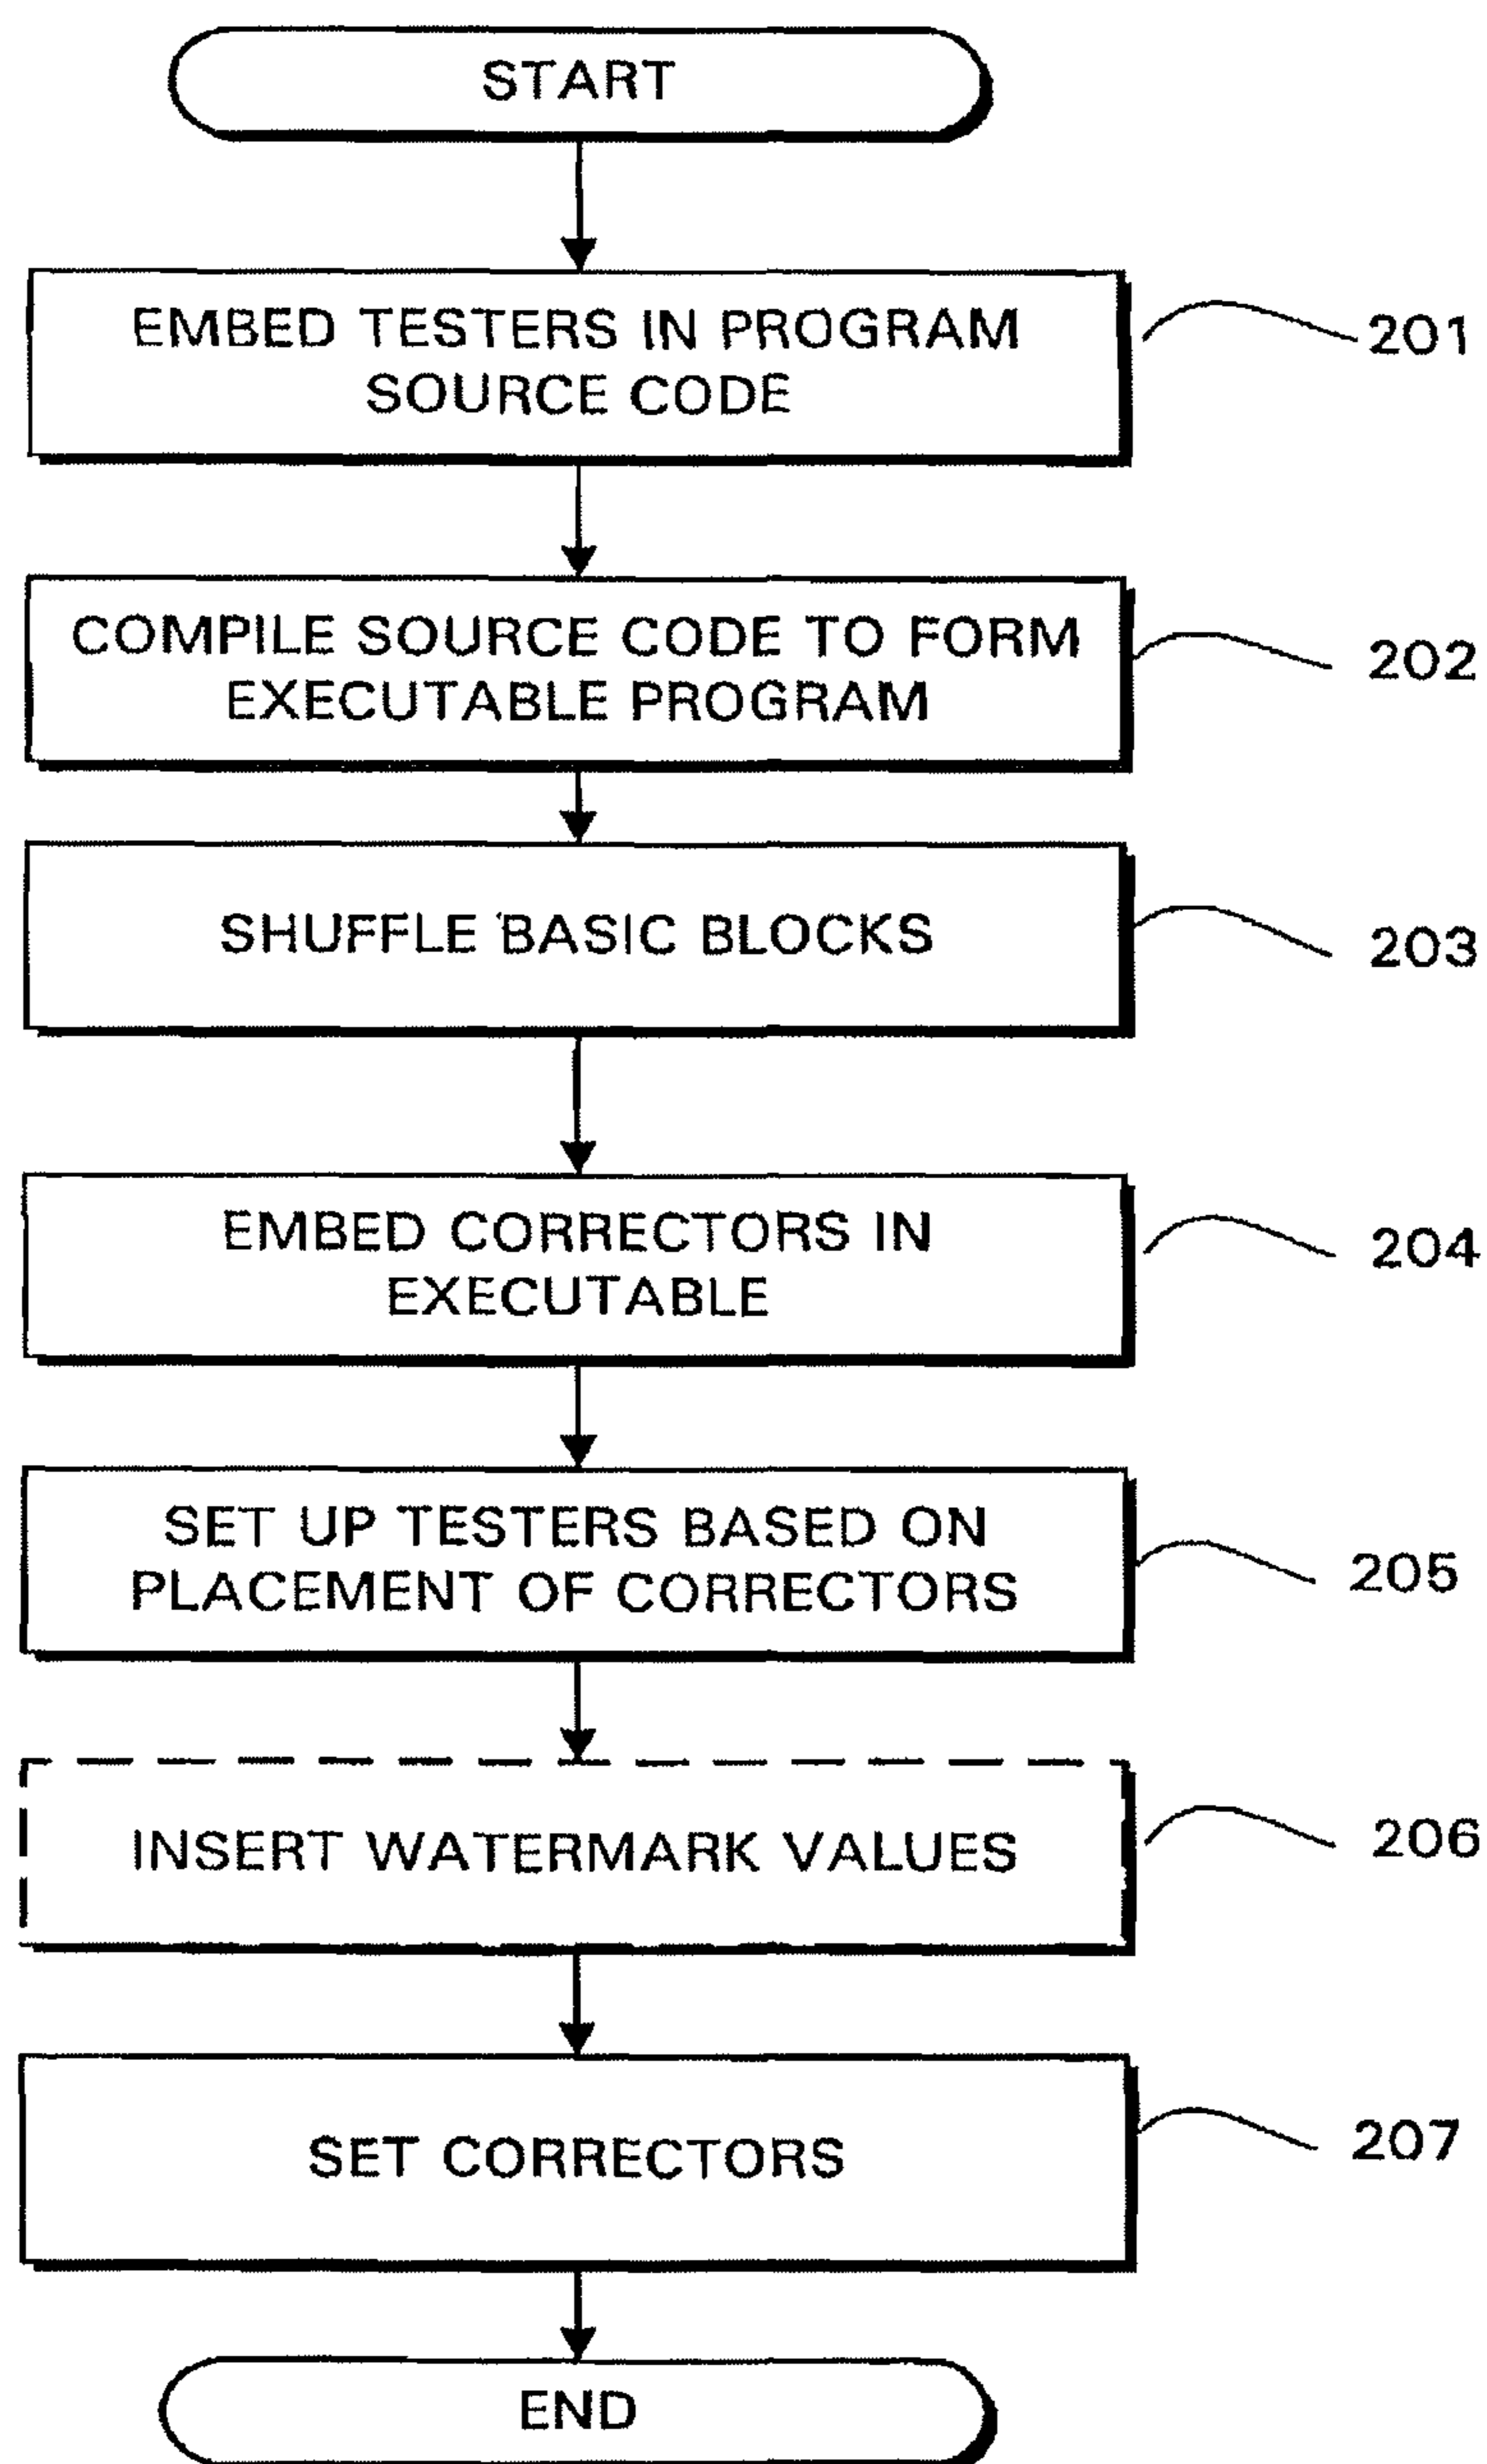 START
EMBED TESTERS IN PROGRAM
SOURCE CODE
201
COMPILE SOURCE CODE TO FORM
EXECUTABLE PROGRAM
202
SHUFFLE BASIC BLOCKS
203
EMBED CORRECTORS IN
EXECUTABLE
204
SET UP TESTERS BASED ON
PLACEMENT OF CORRECTORS
205
INSERT WATERMARK VALUES
206
SET CORRECTORS
207
END